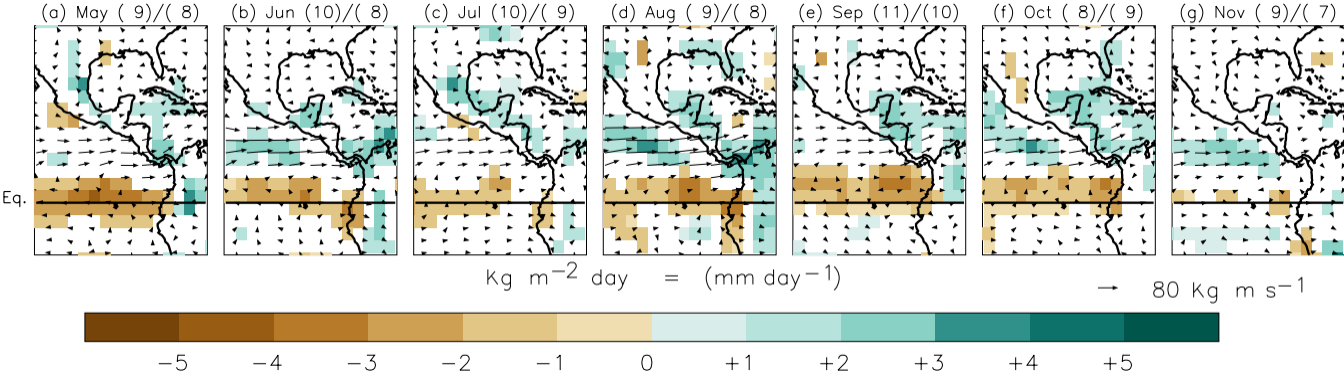 (a) May ( 9)/( 8) (b) Jun (10)/( 8) (c) Jul (10)/( 9) (d) Aug ( 9)/( 8) (e) Sep (11)/(10) (f) Oct ( 8)/( 9) (g) Nov ( 9)/( 7)
Eq.
Kg m−2 day = (mm day−1)
80 Kg m s−1
−5 −4 −3 −2 −1 0 +1 +2 +3 +4 +5